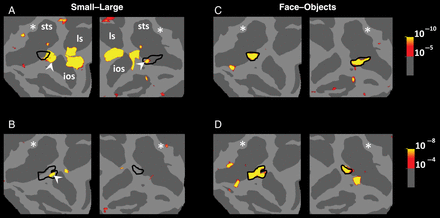 Small–Large
Face–Objects
A
sts
ls
ios
sts
ls
ios
C
10⁻¹⁰
10⁻⁵
B
D
10⁻⁸
10⁻⁴